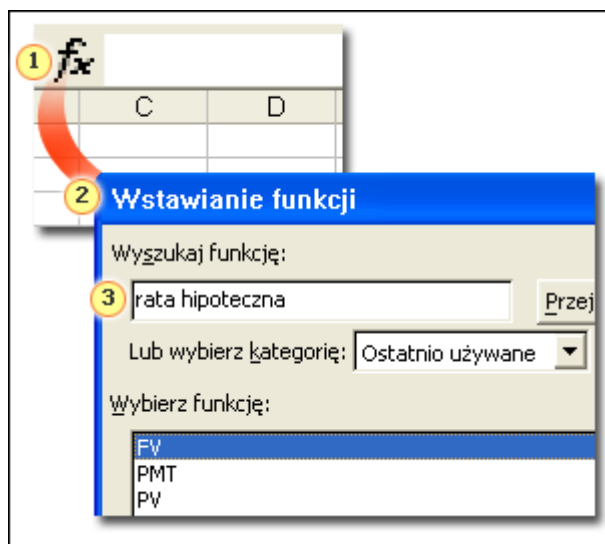 1 fx
C D
2 Wstawianie funkcji
Wyszukaj funkcję:
3 rata hipoteczna Przej
Lub wybierz kategorię: Ostatnio używane
Wybierz funkcję:
FV
PMT
PV